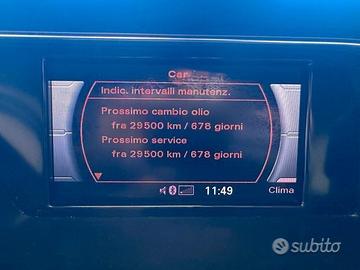 Car
Indic. intervalli manutenz.
Prossimo cambio olio
fra 29500 km / 678 giorni
Prossimo service
fra 29500 km / 678 giorni
11:49
Clima
subito